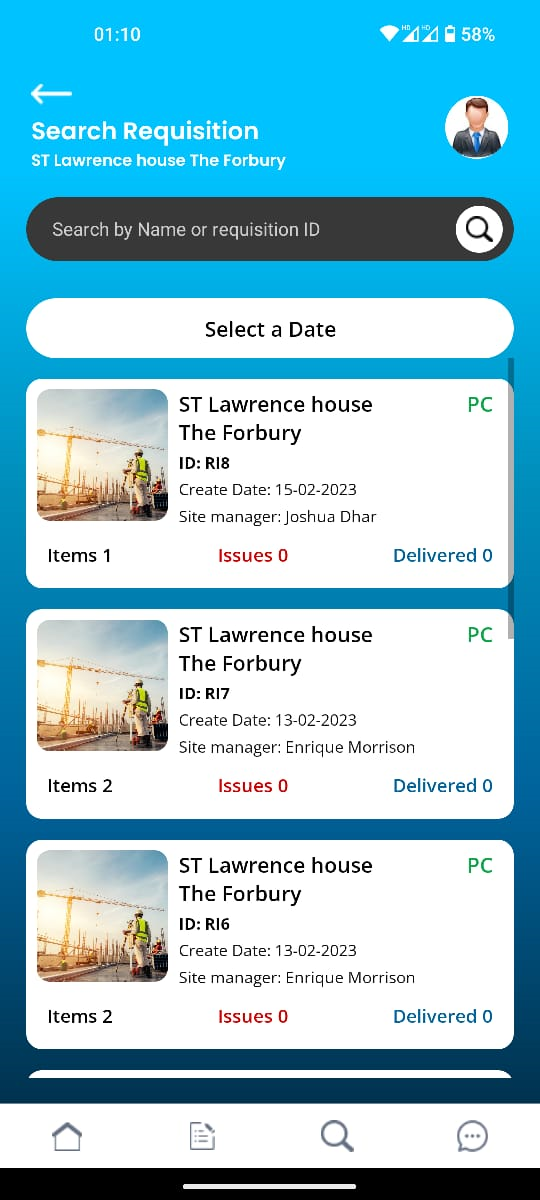 01:10
HD HD 58%
Search Requisition
ST Lawrence house The Forbury
Search by Name or requisition ID
Select a Date
ST Lawrence house PC
The Forbury
ID: RI8
Create Date: 15-02-2023
Site manager: Joshua Dhar
Items 1 Issues 0 Delivered 0
ST Lawrence house PC
The Forbury
ID: RI7
Create Date: 13-02-2023
Site manager: Enrique Morrison
Items 2 Issues 0 Delivered 0
ST Lawrence house PC
The Forbury
ID: RI6
Create Date: 13-02-2023
Site manager: Enrique Morrison
Items 2 Issues 0 Delivered 0